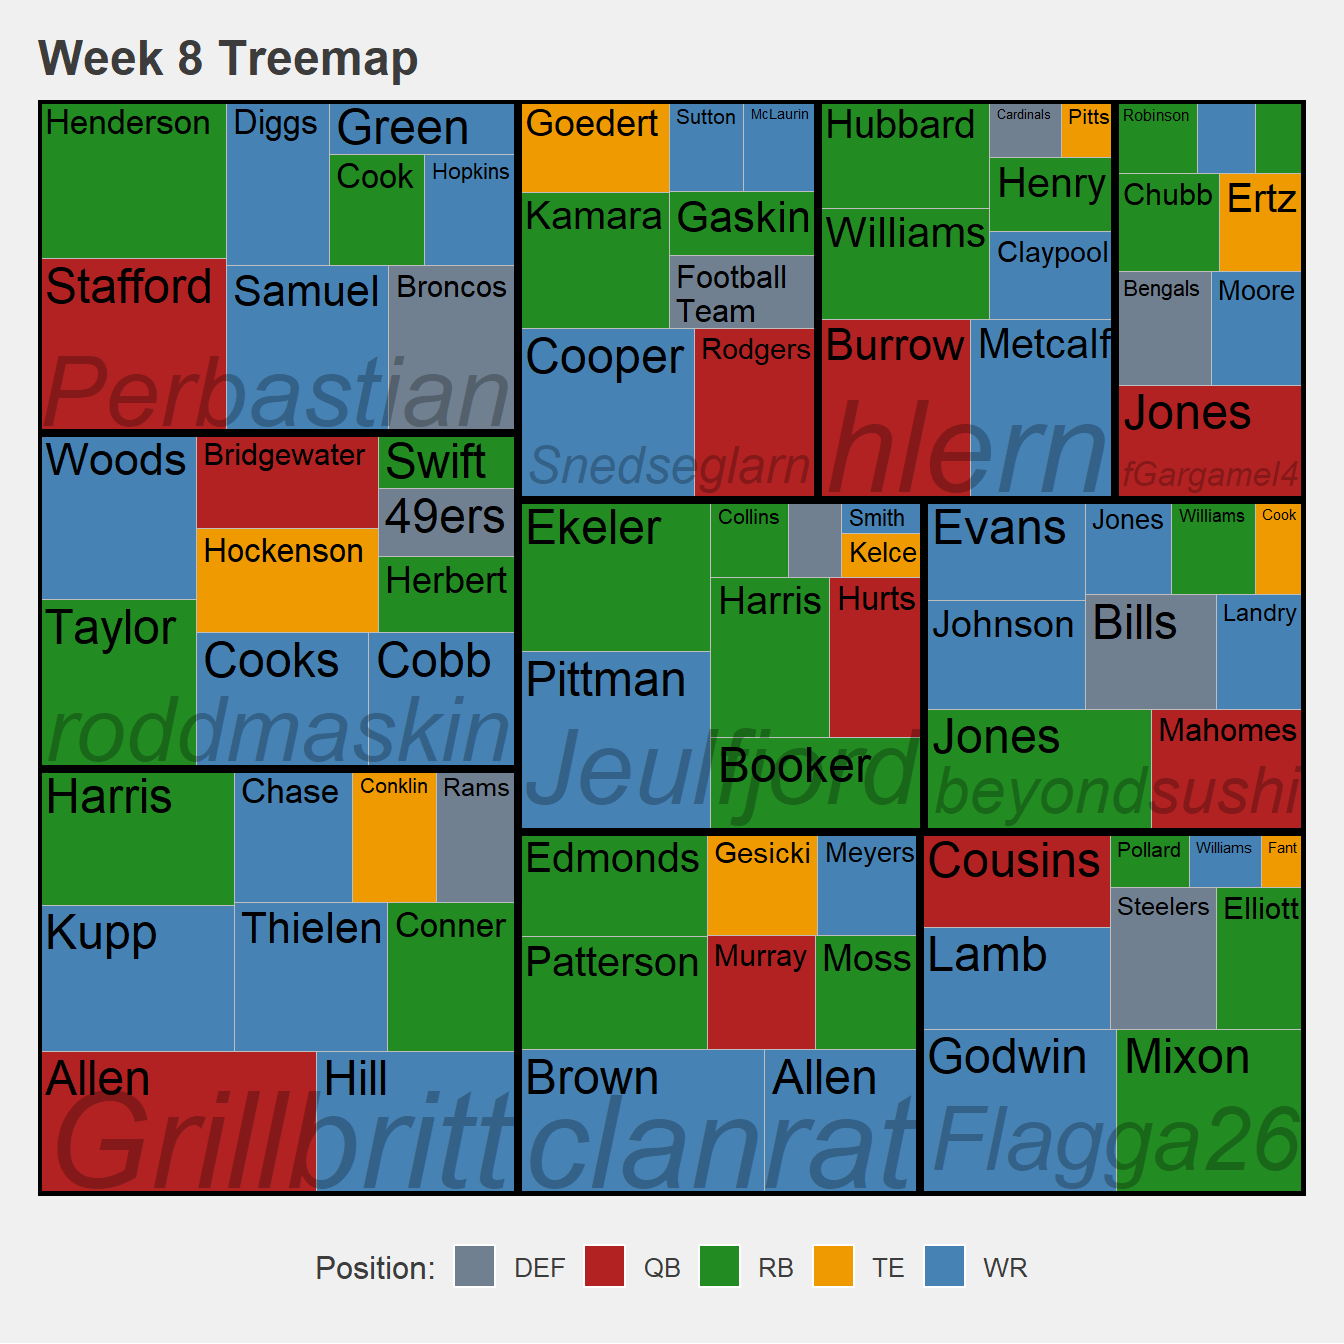 Week 8 Treemap
Henderson
Diggs
Green
Cook
Hopkins
Stafford
Samuel
Broncos
Perbastian
Goedert
Sutton
McLaurin
Kamara
Gaskin
Football
Team
Cooper
Rodgers
Snedseglarn
Hubbard
Cardinals
Pitts
Henry
Williams
Claypool
Burrow
Metcalf
hlern
Robinson
Chubb
Ertz
Bengals
Moore
Jones
fGargamel4
Woods
Bridgewater
Swift
49ers
Hockenson
Herbert
Taylor
Cooks
Cobb
roddmaskin
Ekeler
Collins
Smith
Kelce
Harris
Hurts
Pittman
Booker
Jeulfjord
Evans
Jones
Williams
Cook
Johnson
Bills
Landry
Jones
Mahomes
beyondsushi
Harris
Chase
Conklin
Rams
Kupp
Thielen
Conner
Allen
Hill
Grillbritt
Edmonds
Gesicki
Meyers
Patterson
Murray
Moss
Brown
Allen
clanrat
Cousins
Pollard
Williams
Fant
Steelers
Elliott
Lamb
Godwin
Mixon
Flagga26
Position: DEF QB RB TE WR